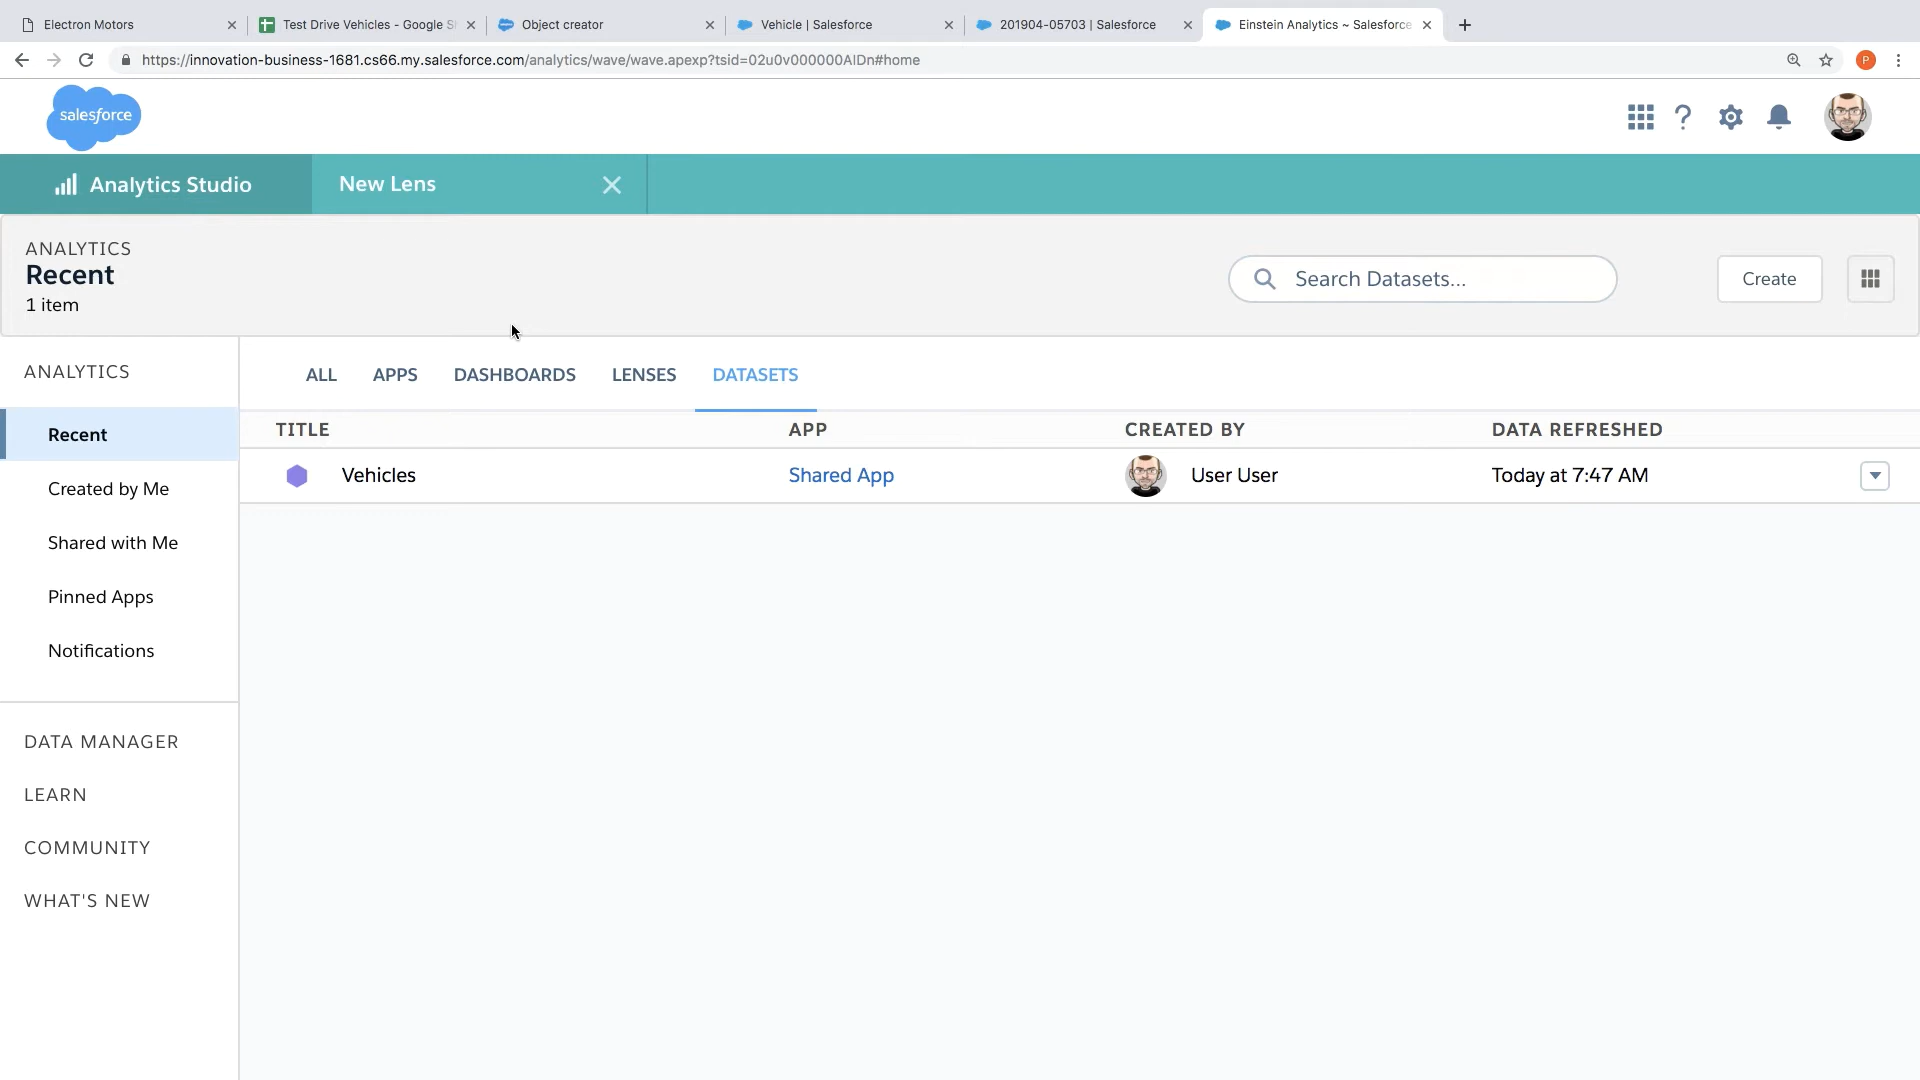 Electron Motors
Test Drive Vehicles - Google Sh
Object creator
Vehicle | Salesforce
201904-05703 | Salesforce
Einstein Analytics ~ Salesforce
https://innovation-business-1681.cs66.my.salesforce.com/analytics/wave/wave.apexp?tsid=02u0v000000AIDn#home
P
salesforce
Analytics Studio
New Lens
ANALYTICS
Recent
1 item
Search Datasets...
Create
ANALYTICS
Recent
Created by Me
Shared with Me
Pinned Apps
Notifications
DATA MANAGER
LEARN
COMMUNITY
WHAT'S NEW
ALL APPS DASHBOARDS LENSES DATASETS
TITLE APP CREATED BY DATA REFRESHED
Vehicles Shared App User User Today at 7:47 AM